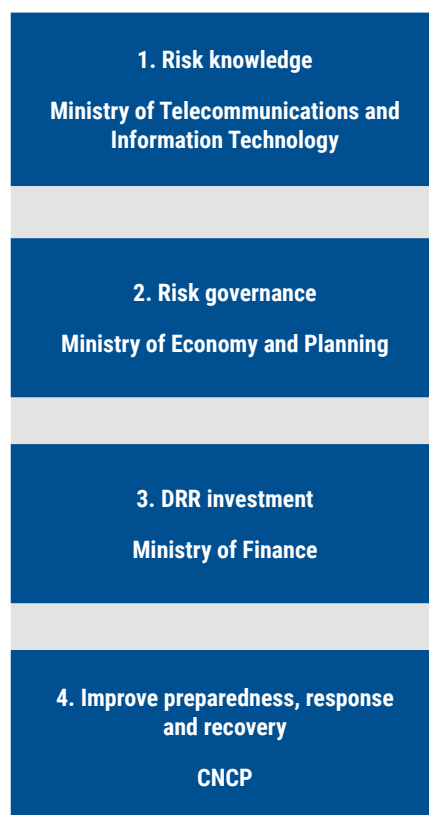 1. Risk knowledge
Ministry of Telecommunications and
Information Technology
2. Risk governance
Ministry of Economy and Planning
3. DRR investment
Ministry of Finance
4. Improve preparedness, response
and recovery
CNCP